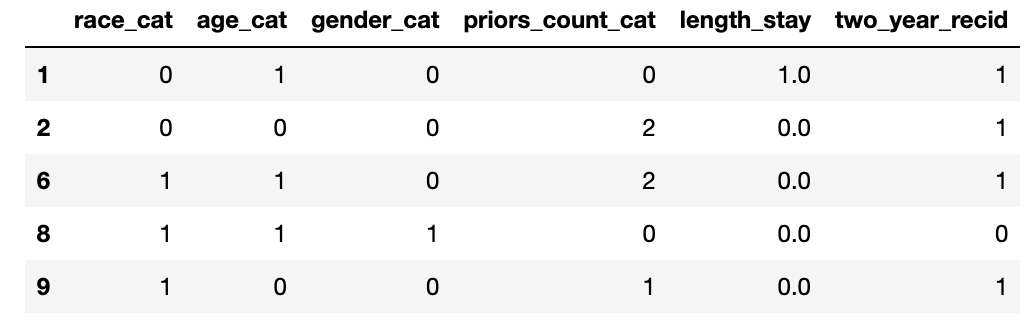 race_cat age_cat gender_cat priors_count_cat length_stay two_year_recid
1 0 1 0 0 1.0 1
2 0 0 0 2 0.0 1
6 1 1 0 2 0.0 1
8 1 1 1 0 0.0 0
9 1 0 0 1 0.0 1